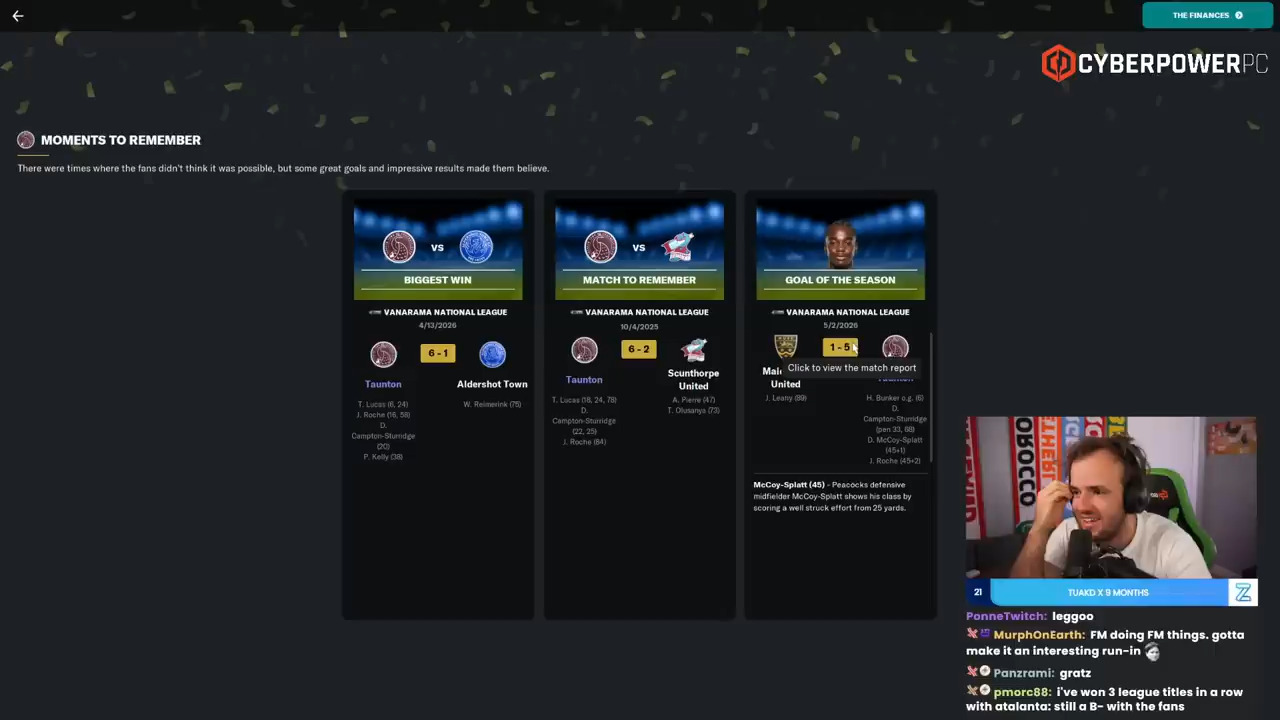 THE FINANCES
CYBERPOWERPC
MOMENTS TO REMEMBER
There were times where the fans didn't think it was possible, but some great goals and impressive results made them believe.
VS
BIGGEST WIN
VANARAMA NATIONAL LEAGUE
4/13/2026
6 - 1
Taunton
Aldershot Town
T. Lucas (6, 24)
J. Roche (16, 58)
D.
Campton-Sturridge
(20)
P. Kelly (38)
W. Reimerink (75)
VS
MATCH TO REMEMBER
VANARAMA NATIONAL LEAGUE
10/4/2025
6 - 2
Taunton
Scunthorpe
United
T. Lucas (18, 24, 78)
D.
Campton-Sturridge
(22, 35)
J. Roche (84)
A. Pierre (47)
T. Olusanya (73)
GOAL OF THE SEASON
VANARAMA NATIONAL LEAGUE
5/2/2026
1 - 5
Click to view the match report
United
J. Leahy (89)
H. Bunker o.g. (6)
D.
Campton-Sturridge
(pen 33, 68)
D. McCoy-Splatt
(45+1)
J. Roche (45+2)
McCoy-Splatt (45) - Peacocks defensive
midfielder McCoy-Splatt shows his class by
scoring a well struck effort from 25 yards.
MOROCCO
21
TUAKD X 9 MONTHS
PonneTwitch: leggoo
MurphOnEarth: FM doing FM things. gotta
make it an interesting run-in
Panzrami: gratz
pmorc88: i've won 3 league titles in a row
with atalanta: still a B- with the fans